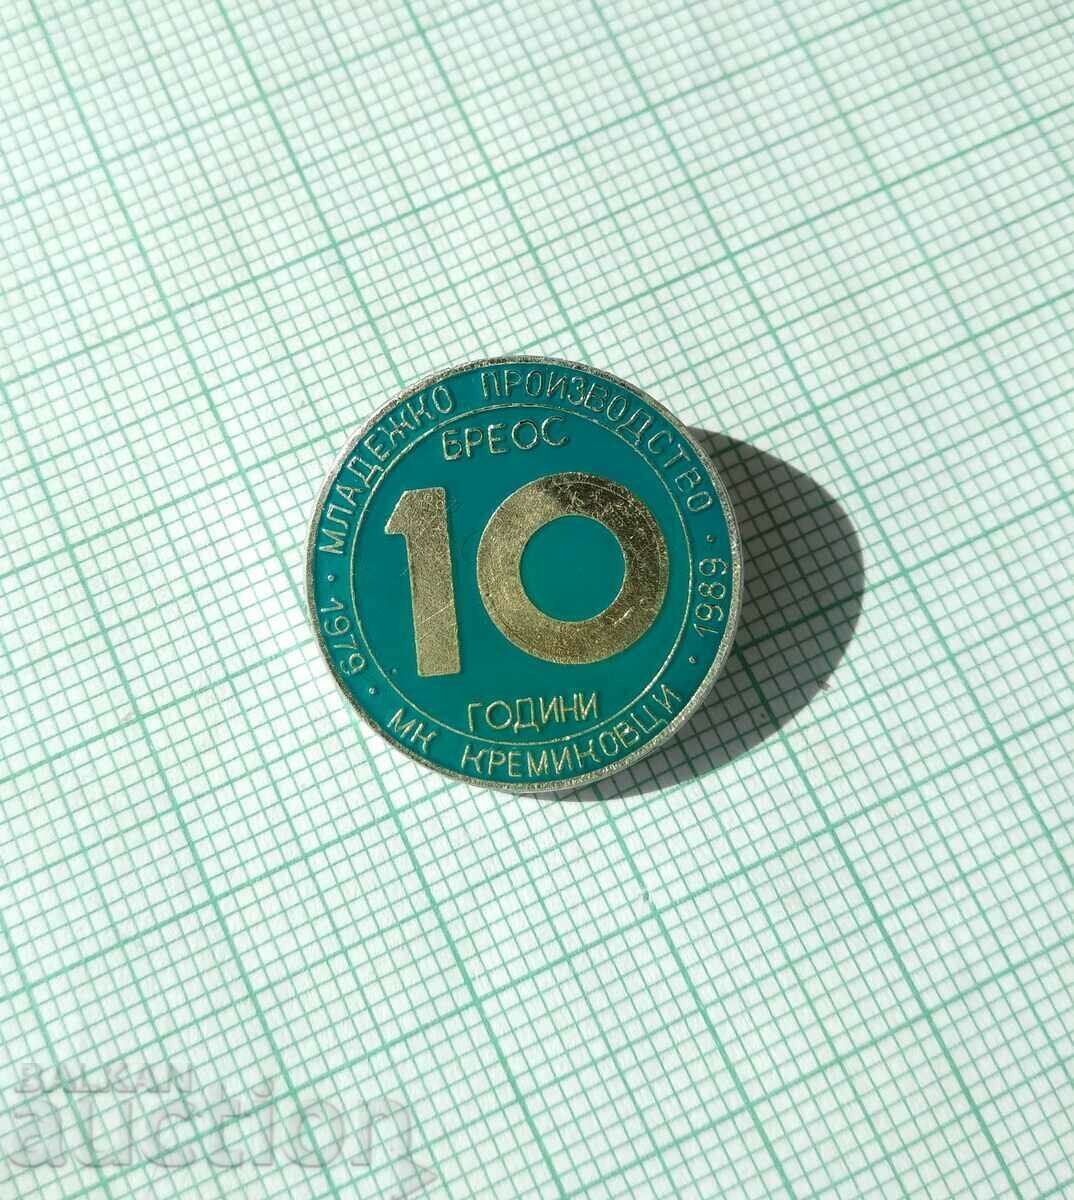 МЛАДЕЖКО ПРОИЗВОДСТВО
БРЕОС
10
ГОДИНИ
1979 · МК КРЕМИКОВЦИ · 1989
BALKAN
auction